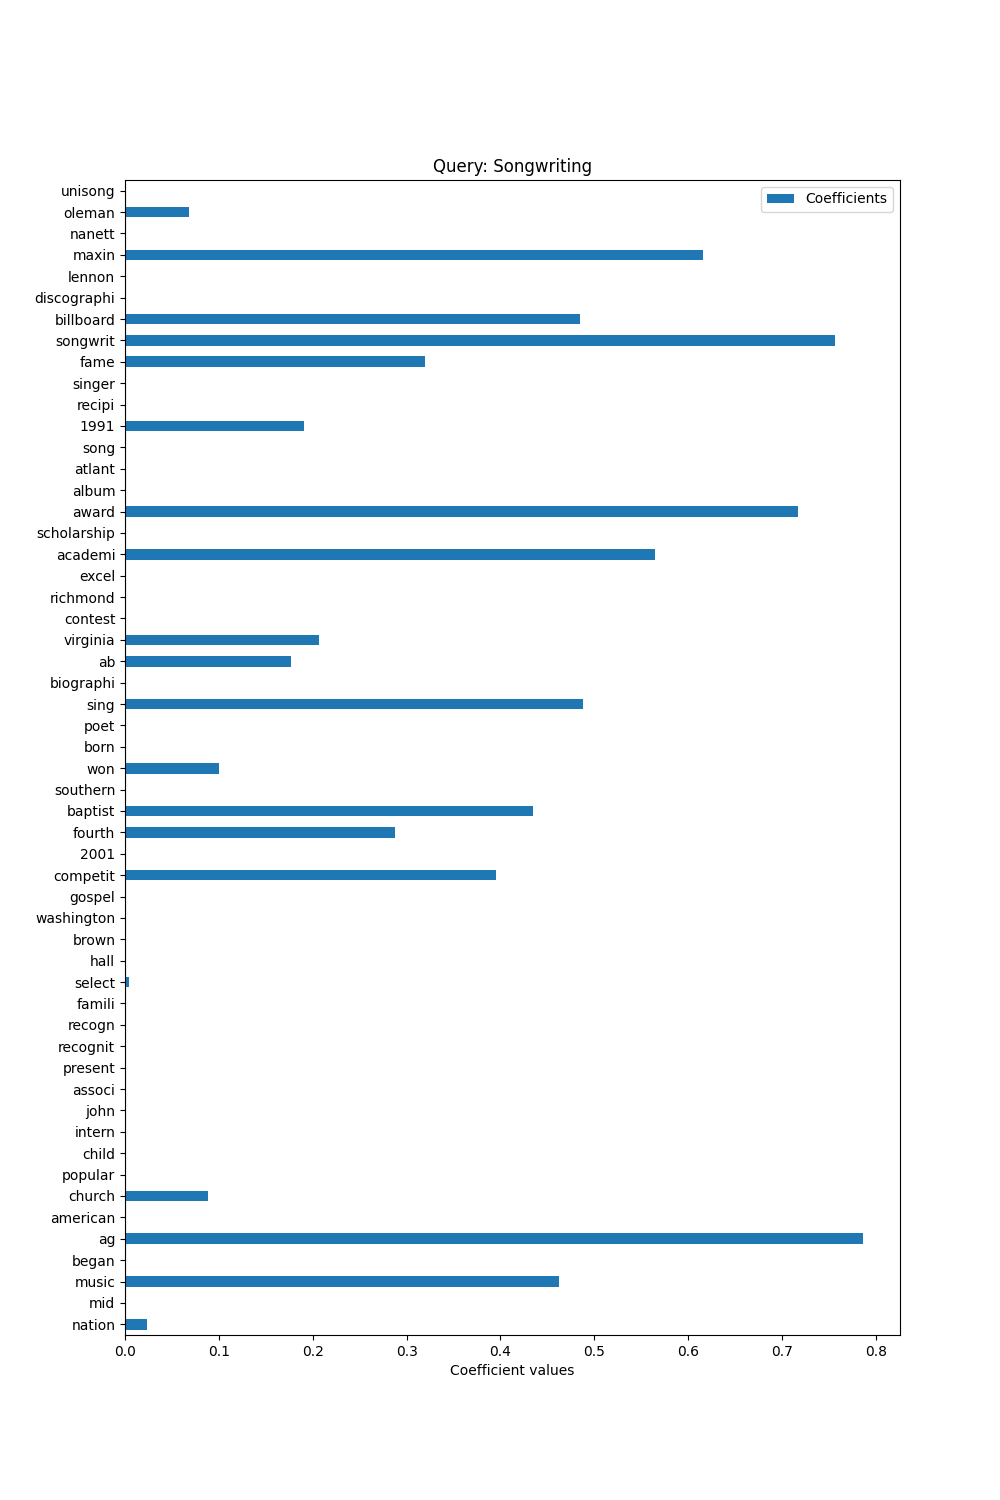 Query: Songwriting
Coefficients
unisong
oleman
nanett
maxin
lennon
discographi
billboard
songwrit
fame
singer
recipi
1991
song
atlant
album
award
scholarship
academi
excel
richmond
contest
virginia
ab
biographi
sing
poet
born
won
southern
baptist
fourth
2001
competit
gospel
washington
brown
hall
select
famili
recogn
recognit
present
associ
john
intern
child
popular
church
american
ag
began
music
mid
nation
0.0 0.1 0.2 0.3 0.4 0.5 0.6 0.7 0.8
Coefficient values